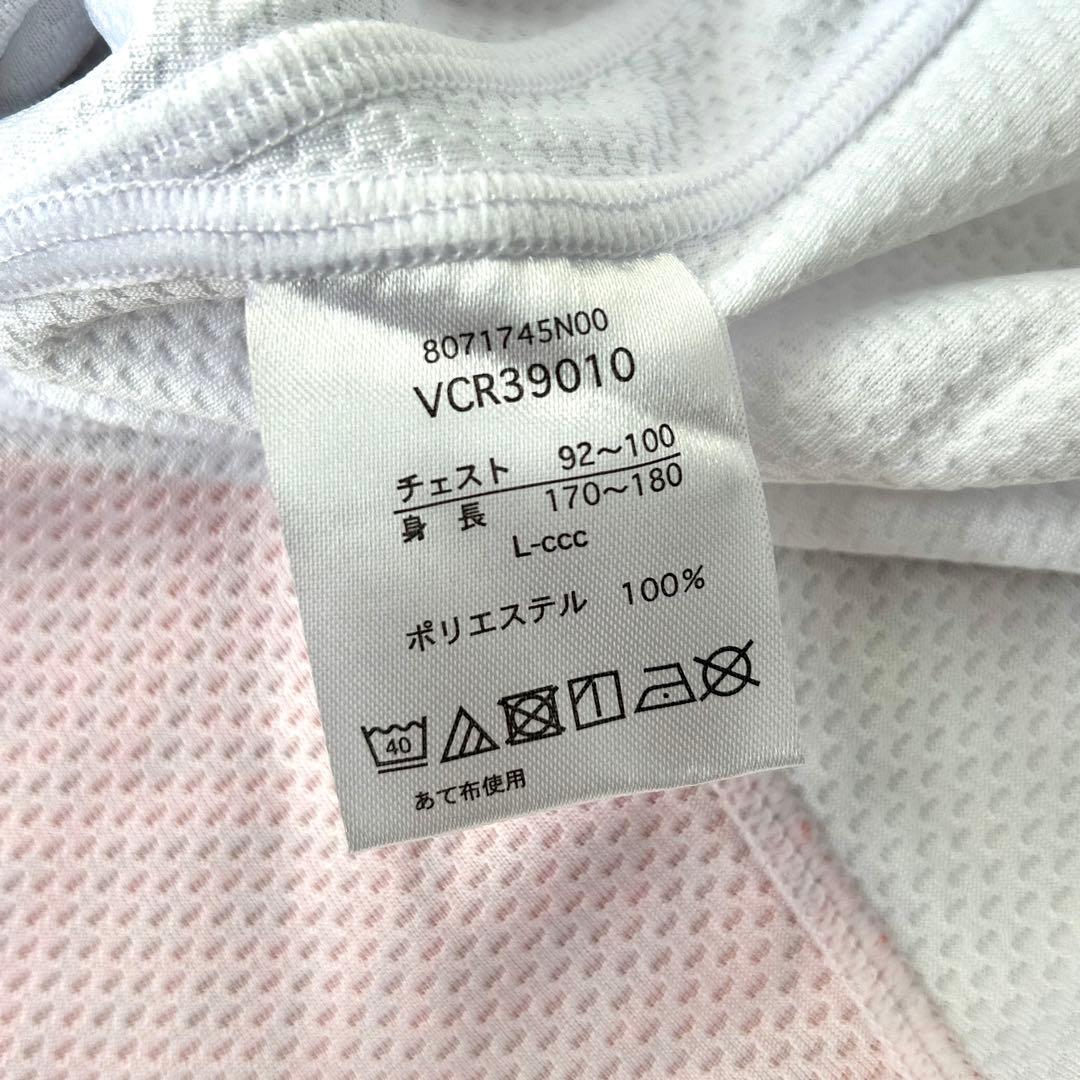 8071745N00
VCR39010
チェスト 92～100
身 長 170～180
L-ccc
ポリエステル 100%
40
あて布使用